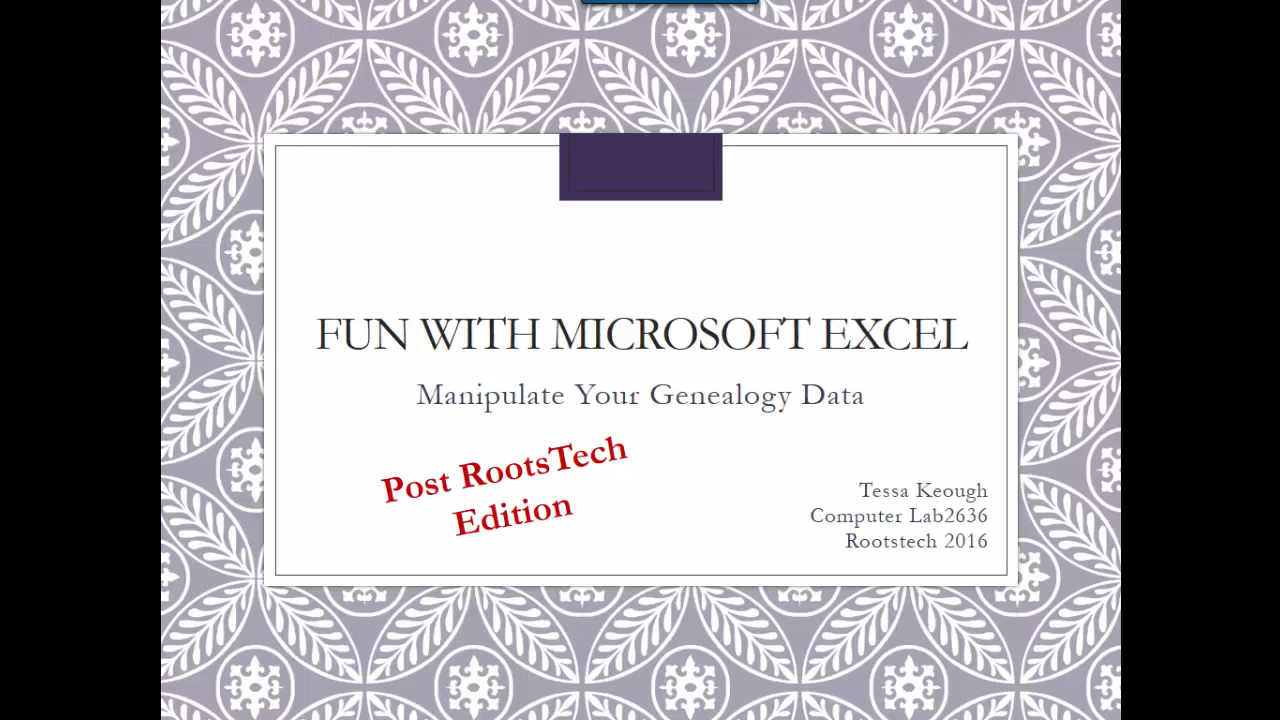 FUN WITH MICROSOFT EXCEL
Manipulate Your Genealogy Data
Post RootsTech
Edition
Tessa Keough
Computer Lab2636
Rootstech 2016